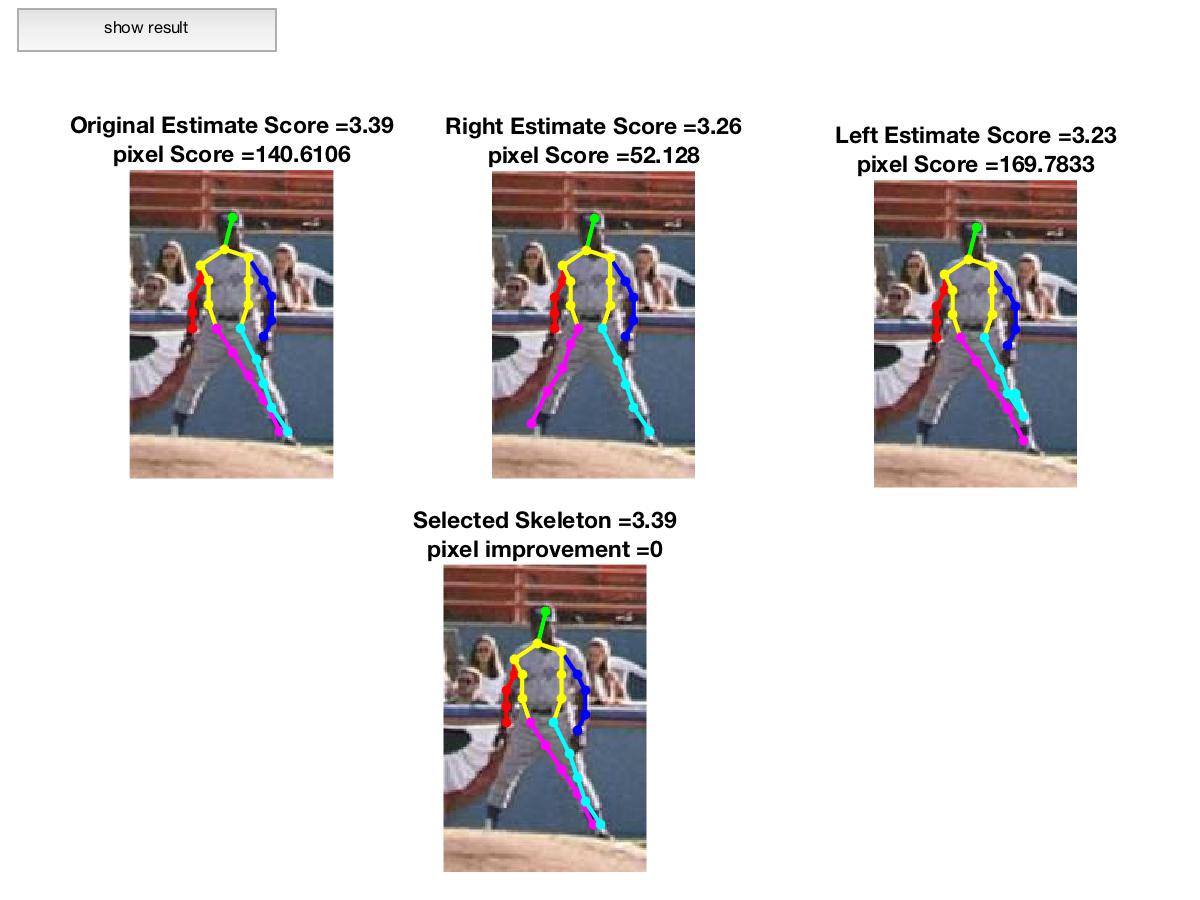 show result
Original Estimate Score =3.39
pixel Score =140.6106
Right Estimate Score =3.26
pixel Score =52.128
Left Estimate Score =3.23
pixel Score =169.7833
Selected Skeleton =3.39
pixel improvement =0